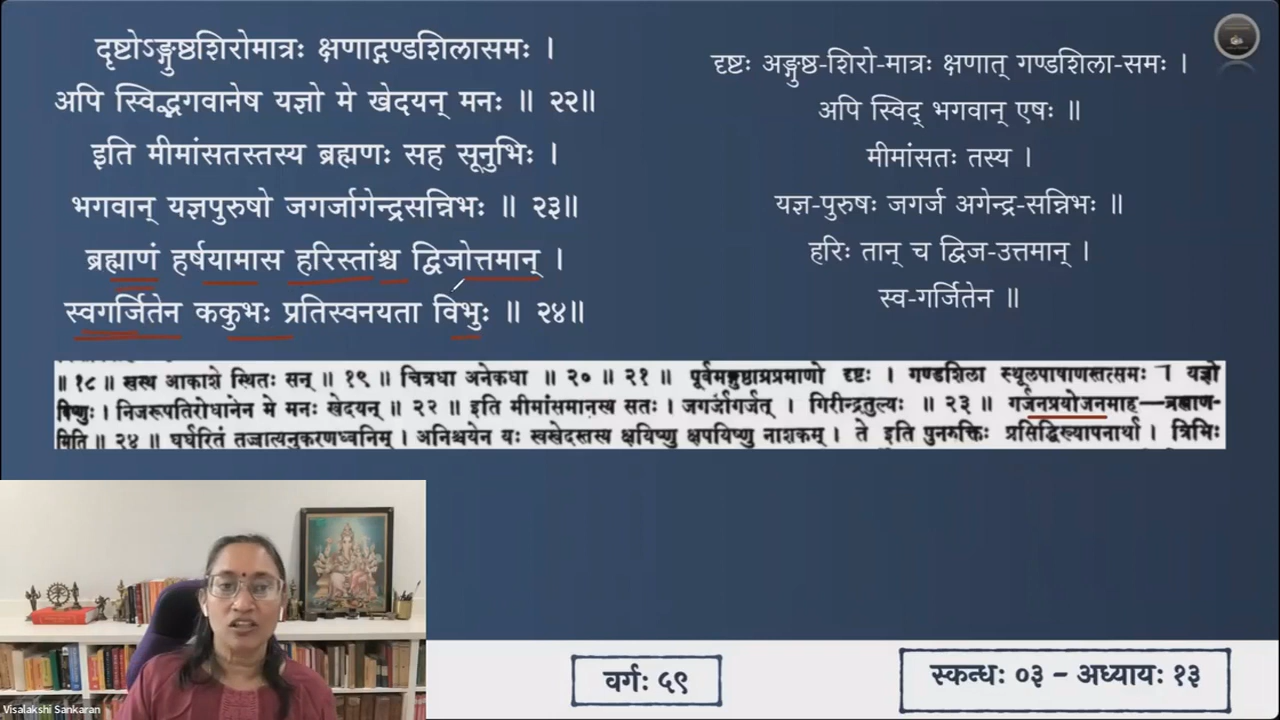 दृष्टोऽङ्गुष्ठशिरोमात्रः क्षणाद्गण्डशिलासमः ।
अपि स्विद्भगवानेष यज्ञो मे खेदयन् मनः ॥ २२॥
इति मीमांसतस्तस्य ब्रह्मणः सह सूनुभिः ।
भगवान् यज्ञपुरुषो जगर्जागेन्द्रसन्निभः ॥ २३॥
ब्रह्माणं हर्षयामास हरिस्तांश्च द्विजोत्तमान् ।
स्वगर्जितेन ककुभः प्रतिस्वनयता विभुः ॥ २४॥
दृष्टः अङ्गुष्ठ-शिरो-मात्रः क्षणात् गण्डशिला-समः ।
अपि स्विद् भगवान् एषः ॥
मीमांसतः तस्य ।
यज्ञ-पुरुषः जगर्ज अगेन्द्र-सन्निभः ॥
हरिः तान् च द्विज-उत्तमान् ।
स्व-गर्जितेन ॥
॥ १८ ॥ खस्थ आकाशे स्थितः सन् ॥ १९ ॥ चित्रधा अनेकधा ॥ २० ॥ २१ ॥ पूर्वमङ्गुष्ठाग्रप्रमाणो दृष्टः । गण्डशिला स्थूलपाषाणस्तत्समः । यज्ञो
विष्णुः । निजरूपतिरोधानेन मे मनः खेदयन् ॥ २२ ॥ इति मीमांसमानस्य सतः । जगर्जागर्जत् । गिरीन्द्रतुल्यः ॥ २३ ॥ गर्जनप्रयोजनमाह—ब्रह्माण-
मिति ॥ २४ ॥ घर्घरितं तज्जात्यनुकरणध्वनिम् । अनिश्चयेन यः स्वखेदस्तस्य क्षयिष्णु क्षपयिष्णु नाशकम् । ते इति पुनरुक्तिः प्रसिद्धिख्यापनार्था । त्रिभिः
Visalakshi Sankaran
वर्गः ५९
स्कन्धः ०३ - अध्यायः १३